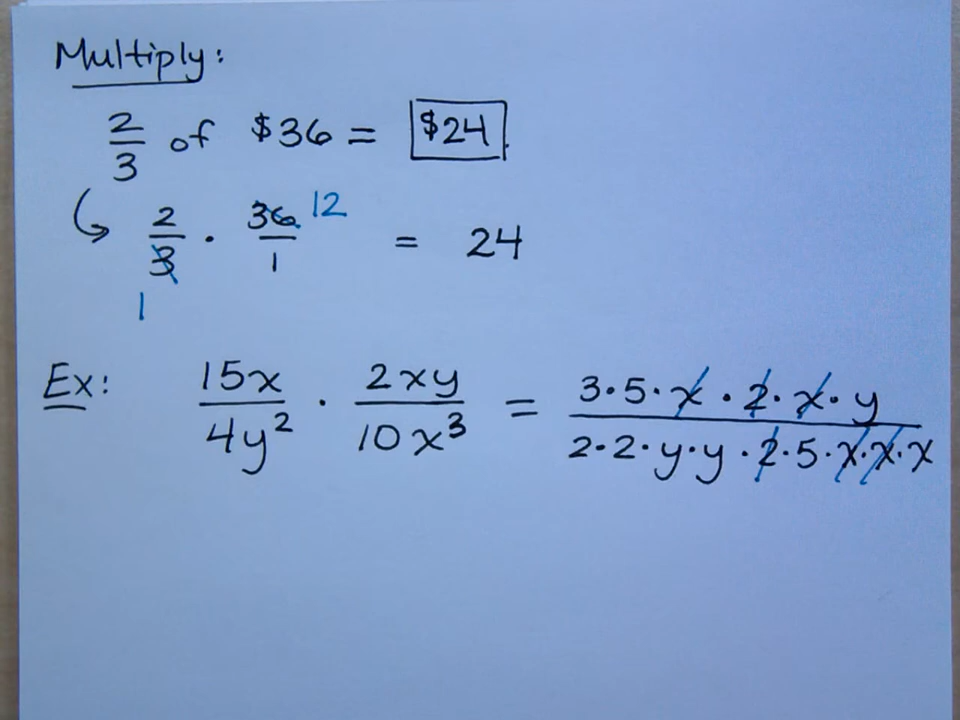 Multiply:
2/3 of $36 = $24.
2/3 · 36/1 = 24
12
1
Ex: 15x/4y² · 2xy/10x³ = 3·5·x·2·x·y/2·2·y·y·2·5·x·x·x